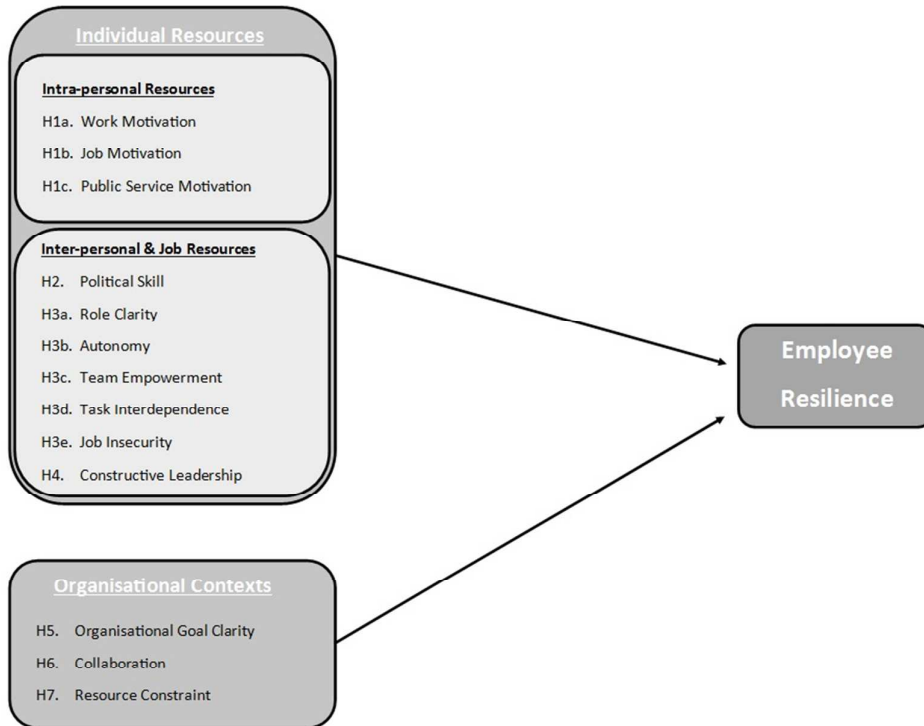 Individual Resources
Intra-personal Resources
H1a. Work Motivation
H1b. Job Motivation
H1c. Public Service Motivation
Inter-personal & Job Resources
H2. Political Skill
H3a. Role Clarity
H3b. Autonomy
H3c. Team Empowerment
H3d. Task Interdependence
H3e. Job Insecurity
H4. Constructive Leadership
Employee
Resilience
Organisational Contexts
H5. Organisational Goal Clarity
H6. Collaboration
H7. Resource Constraint